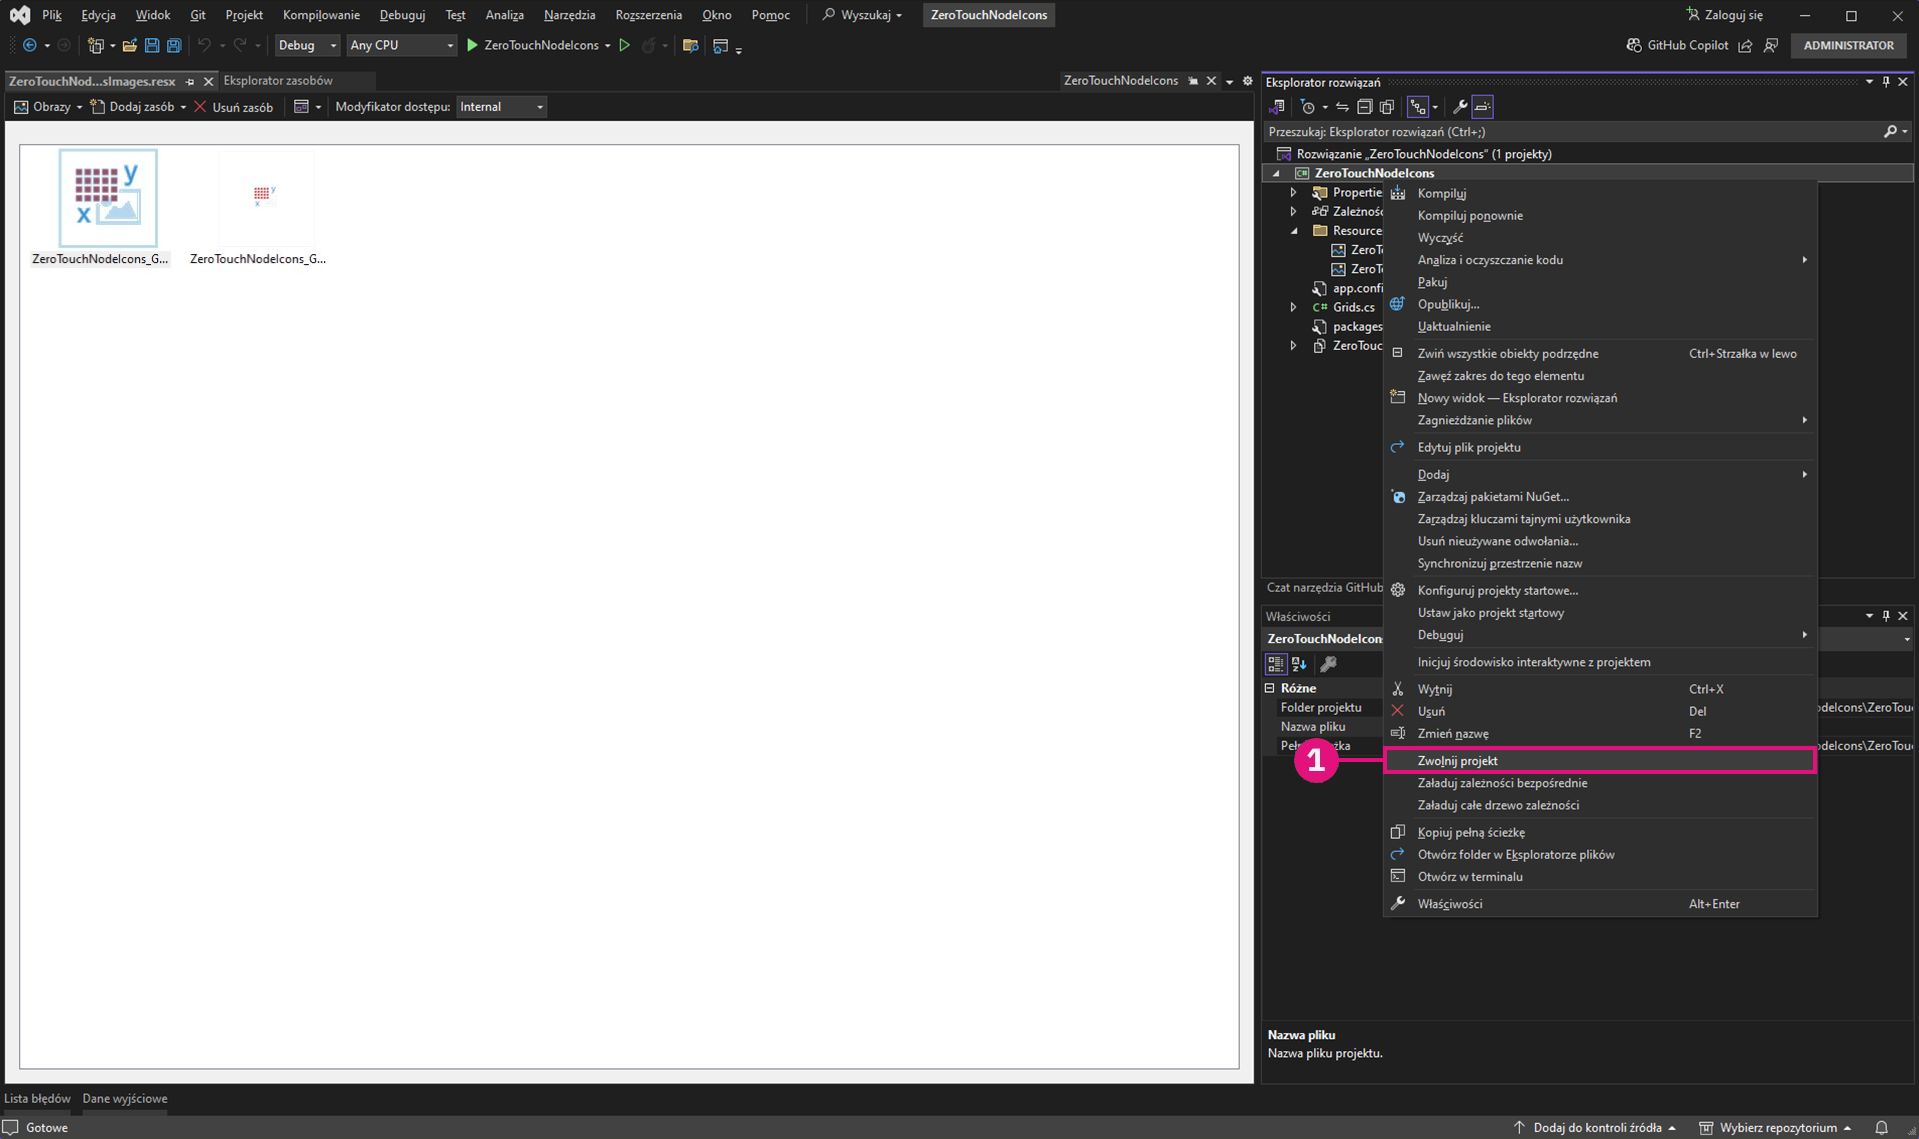 Plik Edycja Widok Git Projekt Kompilowanie Debuguj Test Analiza Narzędzia Rozszerzenia Okno Pomoc Wyszukaj ZeroTouchNodeIcons Zaloguj się
Debug Any CPU ZeroTouchNodeIcons GitHub Copilot ADMINISTRATOR
ZeroTouchNod...sImages.resx Eksplorator zasobów ZeroTouchNodeIcons
Obrazy Dodaj zasób Usuń zasób Modyfikator dostępu: Internal
y
x
y
x
ZeroTouchNodeIcons_G... ZeroTouchNodeIcons_G...
Eksplorator rozwiązań
Przeszukaj: Eksplorator rozwiązań (Ctrl+;)
Rozwiązanie „ZeroTouchNodeIcons” (1 projekty)
C# ZeroTouchNodeIcons
Propertie
Zależnośc
Resource
ZeroT
ZeroT
app.confi
C# Grids.cs
packages
ZeroTouc
Czat narzędzia GitHub
Kompiluj
Kompiluj ponownie
Wyczyść
Analiza i oczyszczanie kodu
Pakuj
Opublikuj...
Uaktualnienie
Zwiń wszystkie obiekty podrzędne Ctrl+Strzałka w lewo
Zawęź zakres do tego elementu
Nowy widok — Eksplorator rozwiązań
Zagnieżdżanie plików
Edytuj plik projektu
Dodaj
Zarządzaj pakietami NuGet...
Zarządzaj kluczami tajnymi użytkownika
Usuń nieużywane odwołania...
Synchronizuj przestrzenie nazw
Konfiguruj projekty startowe...
Ustaw jako projekt startowy
Debuguj
Inicjuj środowisko interaktywne z projektem
Wytnij Ctrl+X
Usuń Del
Zmień nazwę F2
1 Zwolnij projekt
Załaduj zależności bezpośrednie
Załaduj całe drzewo zależności
Kopiuj pełną ścieżkę
Otwórz folder w Eksploratorze plików
Otwórz w terminalu
Właściwości Alt+Enter
Właściwości
ZeroTouchNodeIcons
Różne
Folder projektu deIcons\ZeroTou
Nazwa pliku
deIcons\ZeroTou
Nazwa pliku
Nazwa pliku projektu.
Lista błędów Dane wyjściowe
Gotowe Dodaj do kontroli źródła Wybierz repozytorium